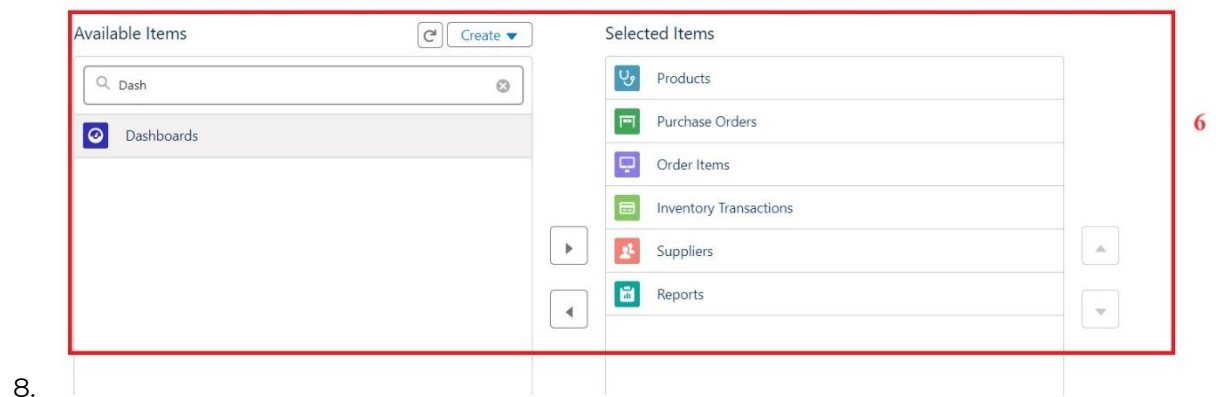 Available Items
Create
Selected Items
Dash
Dashboards
Products
Purchase Orders
Order Items
Inventory Transactions
Suppliers
Reports
6
8.